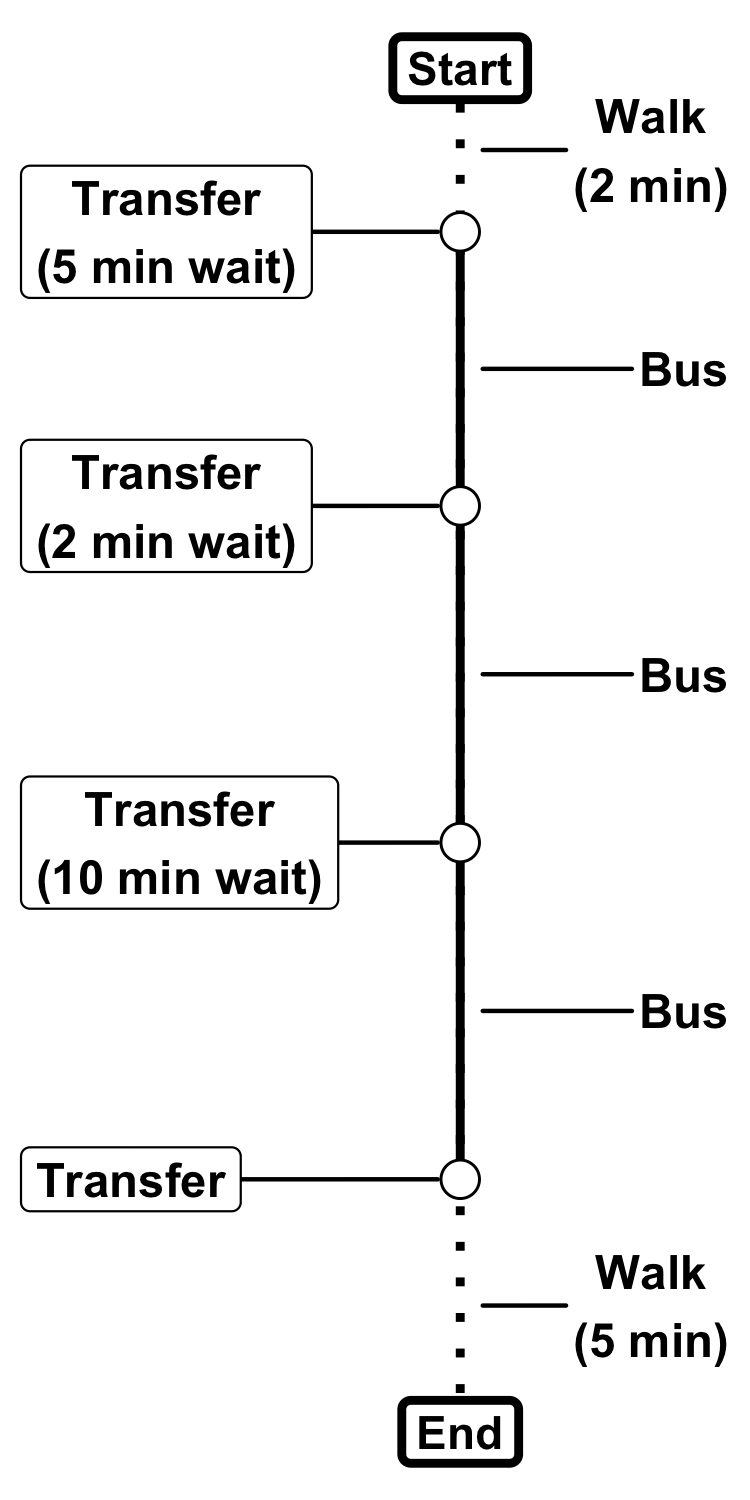 Start
Walk
(2 min)
Transfer
(5 min wait)
Bus
Transfer
(2 min wait)
Bus
Transfer
(10 min wait)
Bus
Transfer
Walk
(5 min)
End